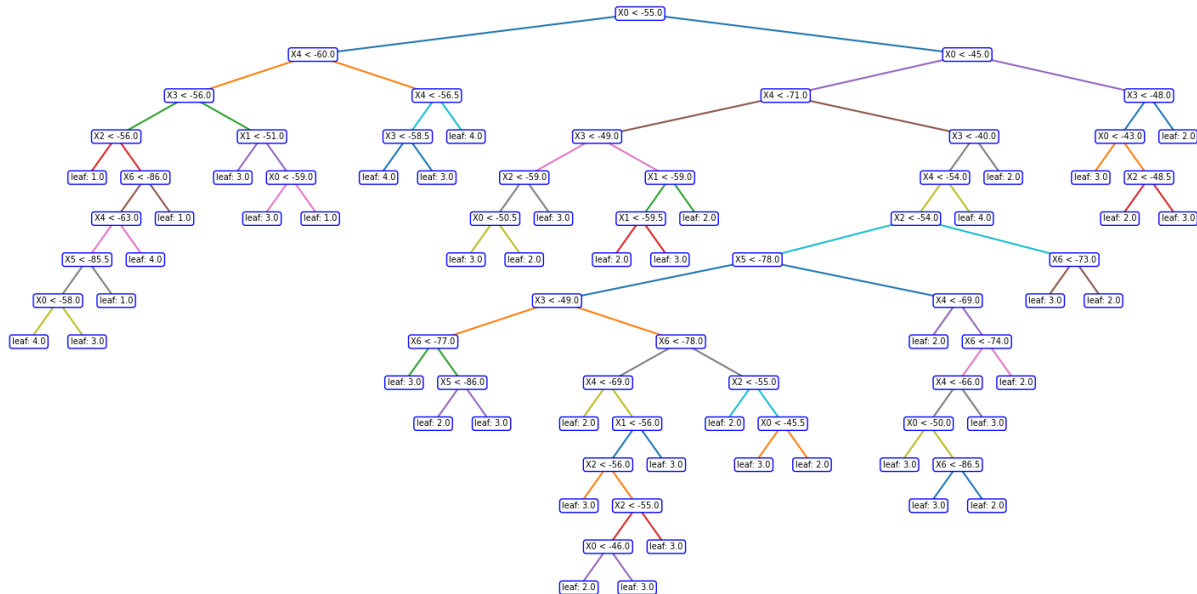 X0 < -55.0
X4 < -60.0
X0 < -45.0
X3 < -56.0
X4 < -56.5
X4 < -71.0
X3 < -48.0
X2 < -56.0
X1 < -51.0
X3 < -58.5
leaf: 4.0
X3 < -49.0
X3 < -40.0
X0 < -43.0
leaf: 2.0
leaf: 1.0
X6 < -86.0
leaf: 3.0
X0 < -59.0
leaf: 4.0
leaf: 3.0
X2 < -59.0
X1 < -59.0
X4 < -54.0
leaf: 2.0
leaf: 3.0
X2 < -48.5
X4 < -63.0
leaf: 1.0
leaf: 3.0
leaf: 1.0
X0 < -50.5
leaf: 3.0
X1 < -59.5
leaf: 2.0
X2 < -54.0
leaf: 4.0
leaf: 2.0
leaf: 3.0
X5 < -85.5
leaf: 4.0
leaf: 3.0
leaf: 2.0
leaf: 2.0
leaf: 3.0
X5 < -78.0
X6 < -73.0
X0 < -58.0
leaf: 1.0
X3 < -49.0
X4 < -69.0
leaf: 3.0
leaf: 2.0
leaf: 4.0
leaf: 3.0
X6 < -77.0
X6 < -78.0
leaf: 2.0
X6 < -74.0
leaf: 3.0
X5 < -86.0
X4 < -69.0
X2 < -55.0
X4 < -66.0
leaf: 2.0
leaf: 2.0
leaf: 3.0
leaf: 2.0
X1 < -56.0
leaf: 2.0
X0 < -45.5
X0 < -50.0
leaf: 3.0
X2 < -56.0
leaf: 3.0
leaf: 3.0
leaf: 2.0
leaf: 3.0
X6 < -86.5
leaf: 3.0
X2 < -55.0
leaf: 3.0
leaf: 2.0
X0 < -46.0
leaf: 3.0
leaf: 2.0
leaf: 3.0